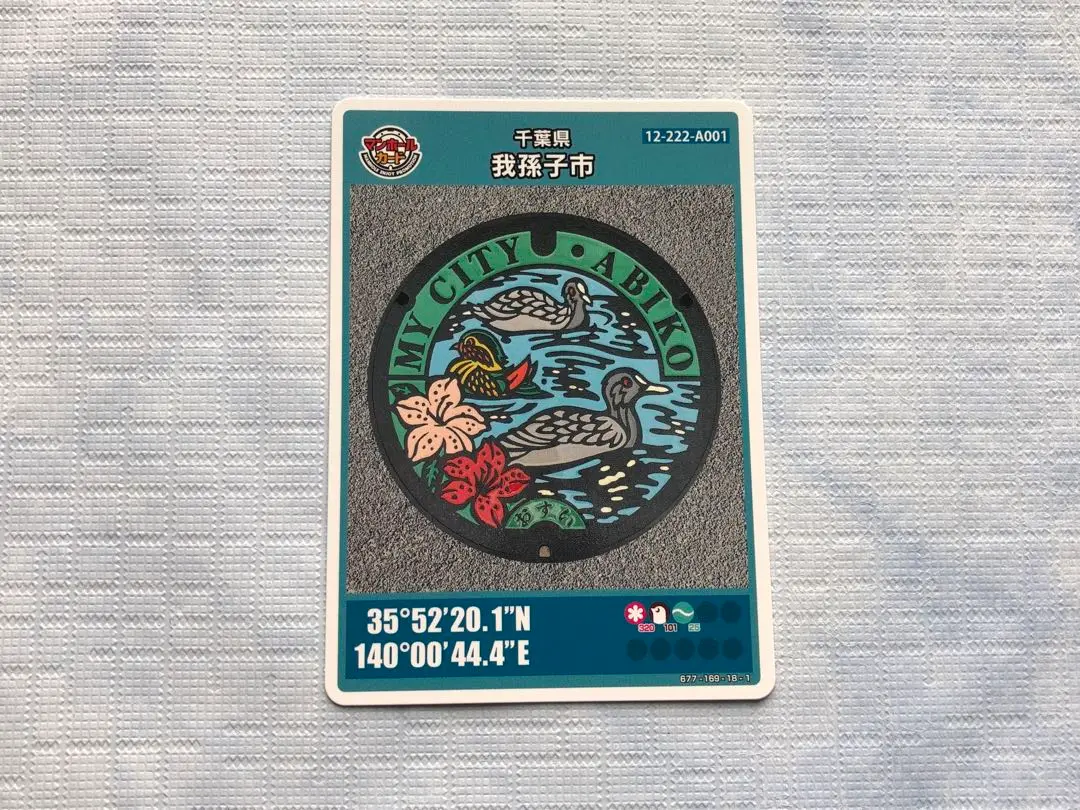 マンホール
カード
千葉県
我孫子市
12-222-A001
MY CITY • ABIKO
おすい
35°52'20.1"N
140°00'44.4"E
320 101 25
677-169-18-1